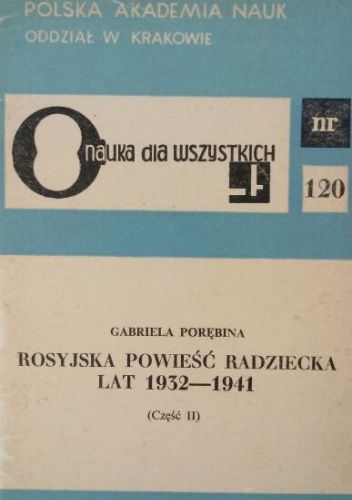 POLSKA AKADEMIA NAUK
ODDZIAŁ W KRAKOWIE
nauka dla wszystkich
nr
120
GABRIELA PORĘBINA
ROSYJSKA POWIEŚĆ RADZIECKA
LAT 1932—1941
(Część II)